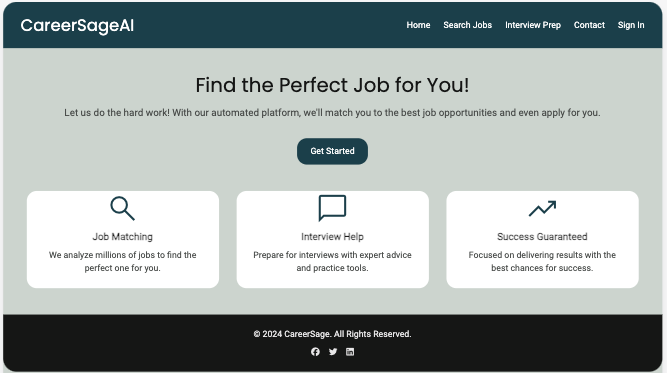 CareerSageAI
Home Search Jobs Interview Prep Contact Sign In
Find the Perfect Job for You!
Let us do the hard work! With our automated platform, we'll match you to the best job opportunities and even apply for you.
Get Started
Job Matching
We analyze millions of jobs to find the
perfect one for you.
Interview Help
Prepare for interviews with expert advice
and practice tools.
Success Guaranteed
Focused on delivering results with the
best chances for success.
© 2024 CareerSage. All Rights Reserved.